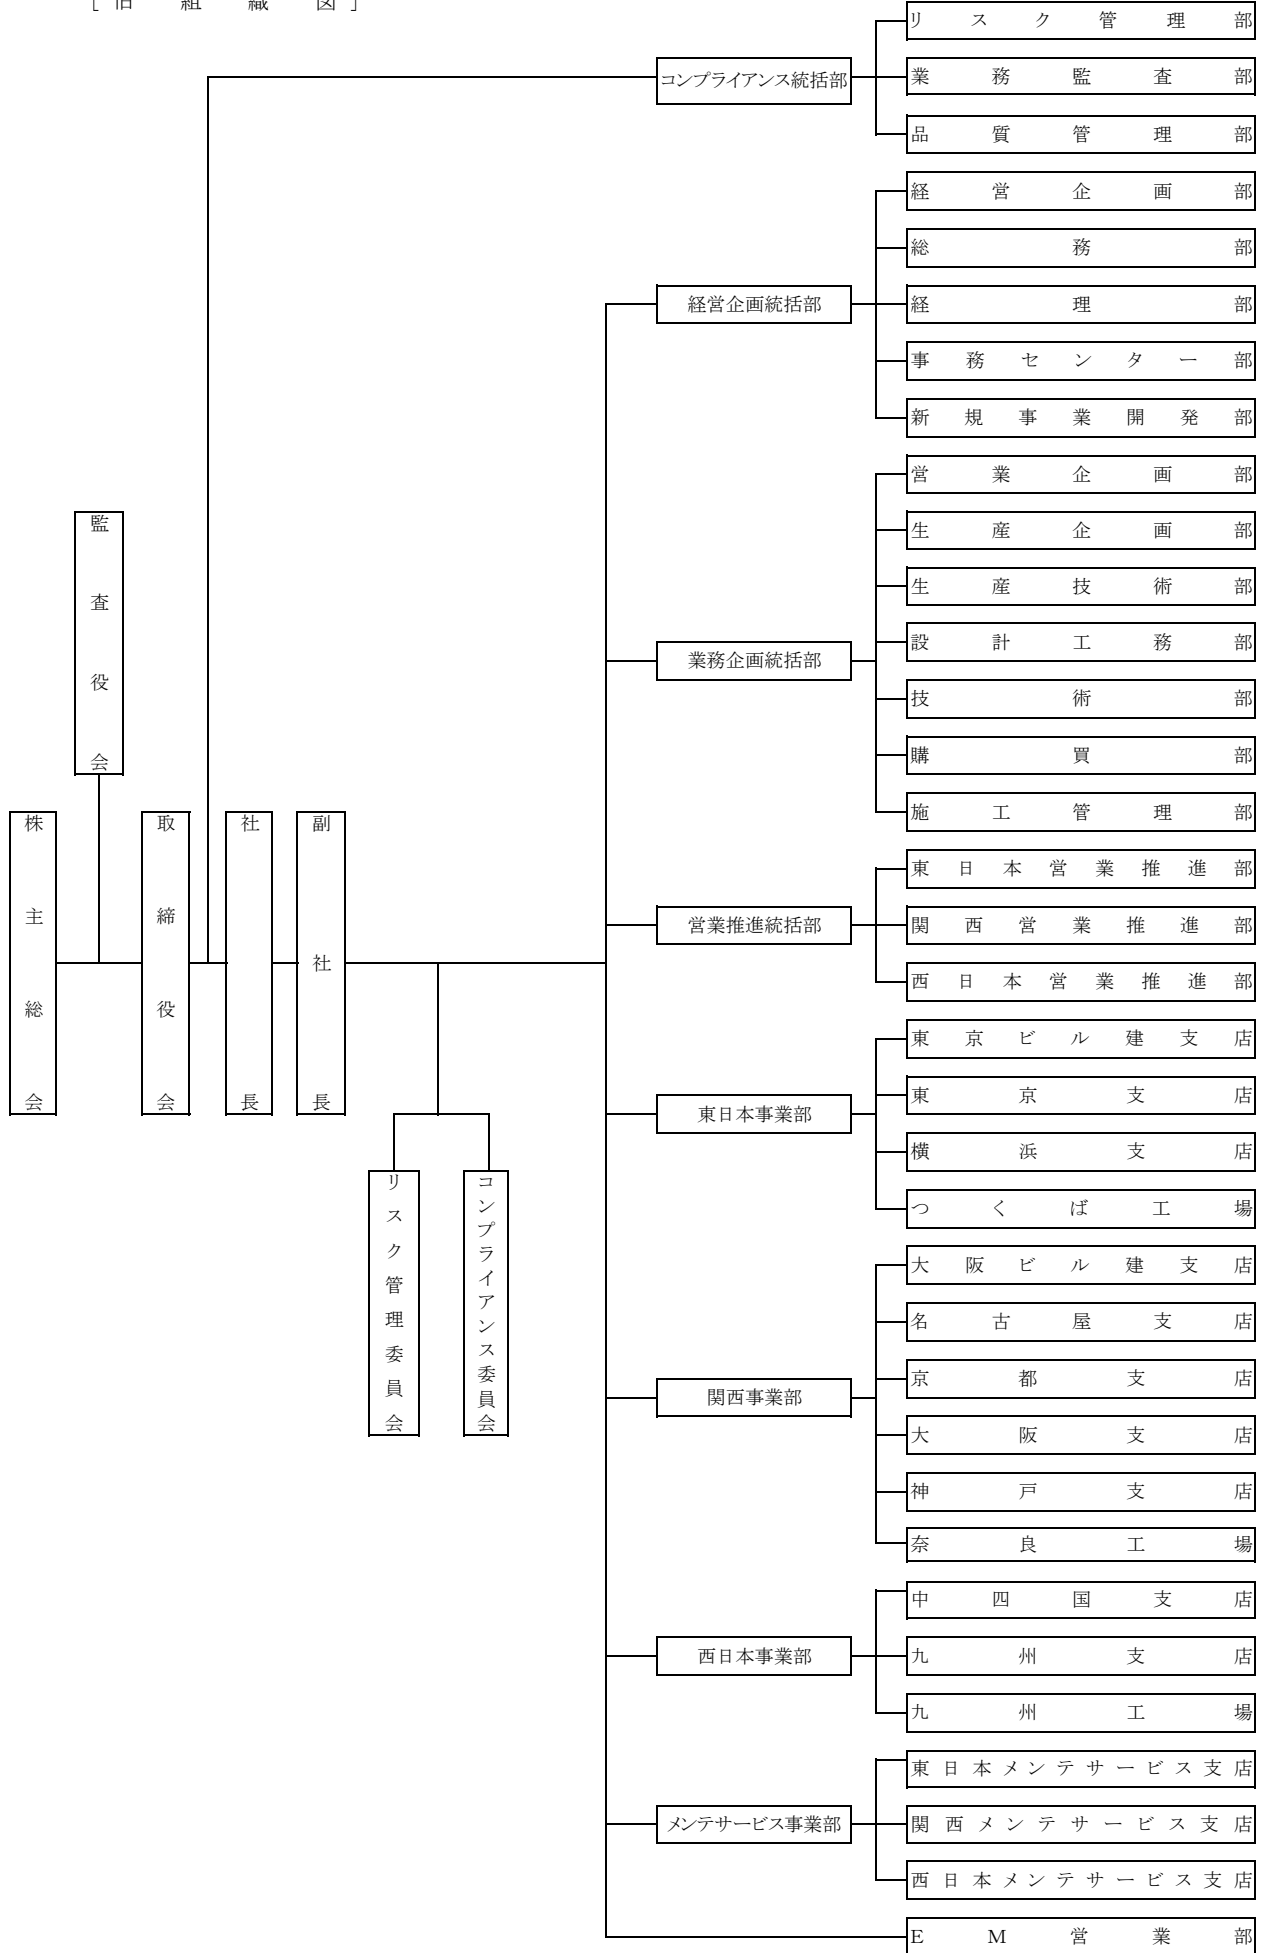 [旧組織図]
リスク管理部
コンプライアンス統括部
業務監査部
品質管理部
経営企画部
総務部
経営企画統括部
経理部
事務センター部
新規事業開発部
営業企画部
生産企画部
生産技術部
設計工務部
業務企画統括部
技術部
購買部
施工管理部
監査役会
株主総会
取締役会
社長
副社長
東日本営業推進部
営業推進統括部
関西営業推進部
西日本営業推進部
東京ビル建支店
東京支店
東日本事業部
横浜支店
つくば工場
リスク管理委員会
コンプライアンス委員会
大阪ビル建支店
名古屋支店
京都支店
関西事業部
大阪支店
神戸支店
奈良工場
中四国支店
西日本事業部
九州支店
九州工場
東日本メンテサービス支店
メンテサービス事業部
関西メンテサービス支店
西日本メンテサービス支店
EM営業部